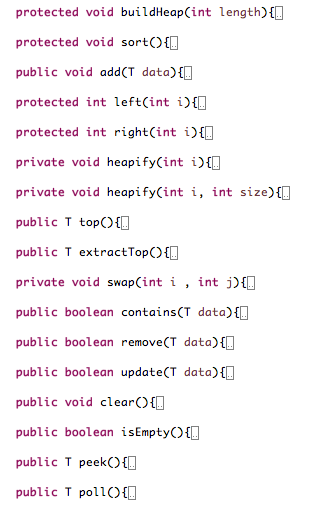 protected void buildHeap(int length){..
protected void sort(){..
public void add(T data){..
protected int left(int i){..
protected int right(int i){..
private void heapify(int i){..
private void heapify(int i, int size){..
public T top(){..
public T extractTop(){..
private void swap(int i , int j){..
public boolean contains(T data){..
public boolean remove(T data){..
public boolean update(T data){..
public void clear(){..
public boolean isEmpty(){..
public T peek(){..
public T poll(){..